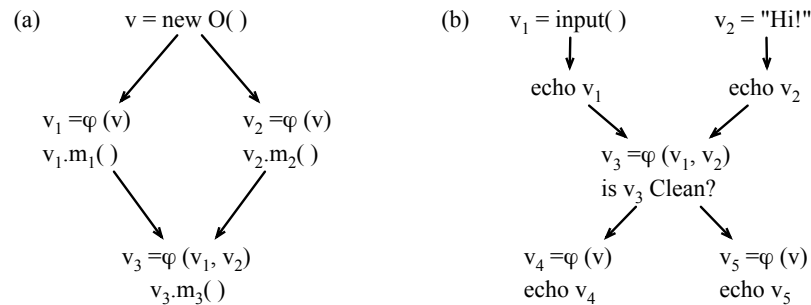 (a)
v = new O( )
v₁ =φ (v)
v₁.m₁( )
v₂ =φ (v)
v₂.m₂( )
v₃ =φ (v₁, v₂)
v₃.m₃( )
(b)
v₁ = input( )
v₂ = "Hi!"
echo v₁
echo v₂
v₃ =φ (v₁, v₂)
is v₃ Clean?
v₄ =φ (v)
echo v₄
v₅ =φ (v)
echo v₅